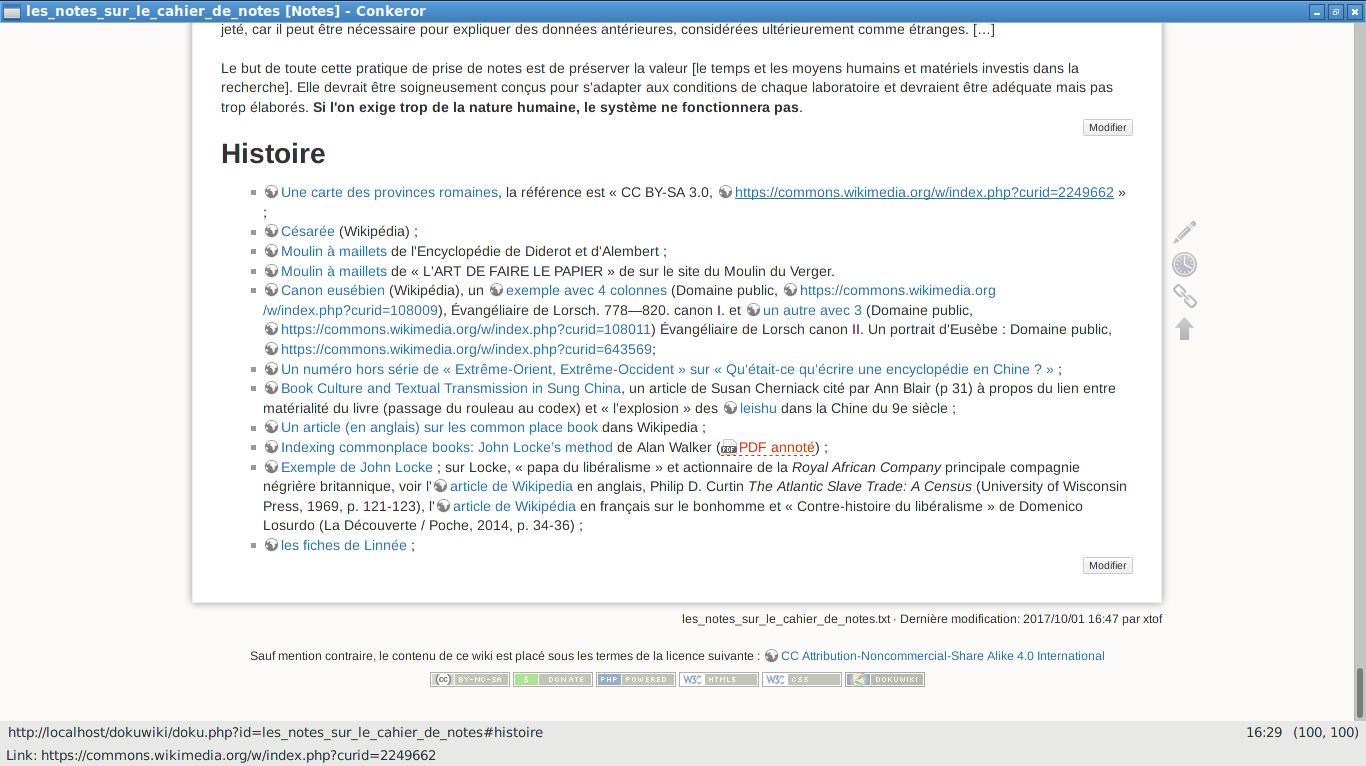 les_notes_sur_le_cahier_de_notes [Notes] - Conkeror
jeté, car il peut être nécessaire pour expliquer des données antérieures, considérées ultérieurement comme étranges. […]
Le but de toute cette pratique de prise de notes est de préserver la valeur [le temps et les moyens humains et matériels investis dans la
recherche]. Elle devrait être soigneusement conçus pour s'adapter aux conditions de chaque laboratoire et devraient être adéquate mais pas
trop élaborés. Si l'on exige trop de la nature humaine, le système ne fonctionnera pas.
Modifier
Histoire
Une carte des provinces romaines, la référence est « CC BY-SA 3.0, https://commons.wikimedia.org/w/index.php?curid=2249662 »
;
Césarée (Wikipédia) ;
Moulin à maillets de l'Encyclopédie de Diderot et d'Alembert ;
Moulin à maillets de « L'ART DE FAIRE LE PAPIER » de sur le site du Moulin du Verger.
Canon eusébien (Wikipédia), un exemple avec 4 colonnes (Domaine public, https://commons.wikimedia.org
/w/index.php?curid=108009), Évangéliaire de Lorsch. 778—820. canon I. et un autre avec 3 (Domaine public,
https://commons.wikimedia.org/w/index.php?curid=108011) Évangéliaire de Lorsch canon II. Un portrait d'Eusèbe : Domaine public,
https://commons.wikimedia.org/w/index.php?curid=643569;
Un numéro hors série de « Extrême-Orient, Extrême-Occident » sur « Qu'était-ce qu'écrire une encyclopédie en Chine ? » ;
Book Culture and Textual Transmission in Sung China, un article de Susan Cherniack cité par Ann Blair (p 31) à propos du lien entre
matérialité du livre (passage du rouleau au codex) et « l'explosion » des leishu dans la Chine du 9e siècle ;
Un article (en anglais) sur les common place book dans Wikipedia ;
Indexing commonplace books: John Locke's method de Alan Walker (PDF annoté) ;
Exemple de John Locke ; sur Locke, « papa du libéralisme » et actionnaire de la Royal African Company principale compagnie
négrière britannique, voir l'article de Wikipedia en anglais, Philip D. Curtin The Atlantic Slave Trade: A Census (University of Wisconsin
Press, 1969, p. 121-123), l'article de Wikipédia en français sur le bonhomme et « Contre-histoire du libéralisme » de Domenico
Losurdo (La Découverte / Poche, 2014, p. 34-36) ;
les fiches de Linnée ;
Modifier
les_notes_sur_le_cahier_de_notes.txt · Dernière modification: 2017/10/01 16:47 par xtof
Sauf mention contraire, le contenu de ce wiki est placé sous les termes de la licence suivante : CC Attribution-Noncommercial-Share Alike 4.0 International
cc BY-NC-SA $ DONATE PHP POWERED W3C HTML5 W3C CSS DOKUWIKI
http://localhost/dokuwiki/doku.php?id=les_notes_sur_le_cahier_de_notes#histoire 16:29 (100, 100)
Link: https://commons.wikimedia.org/w/index.php?curid=2249662